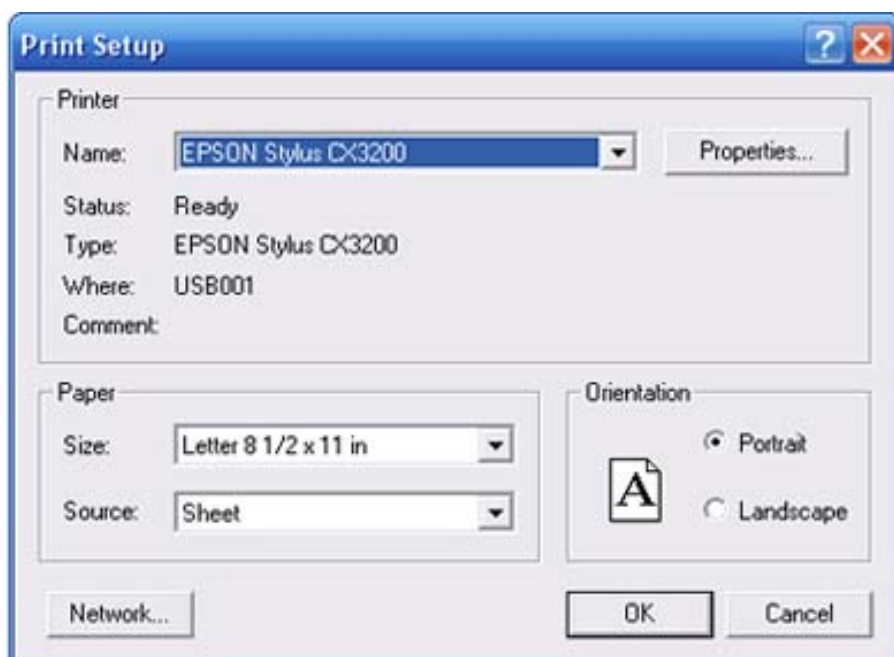 Print Setup
Printer
Name: EPSON Stylus CX3200 Properties...
Status: Ready
Type: EPSON Stylus CX3200
Where: USB001
Comment:
Paper
Size: Letter 8 1/2 x 11 in
Source: Sheet
Orientation
A
Portrait
Landscape
Network... OK Cancel